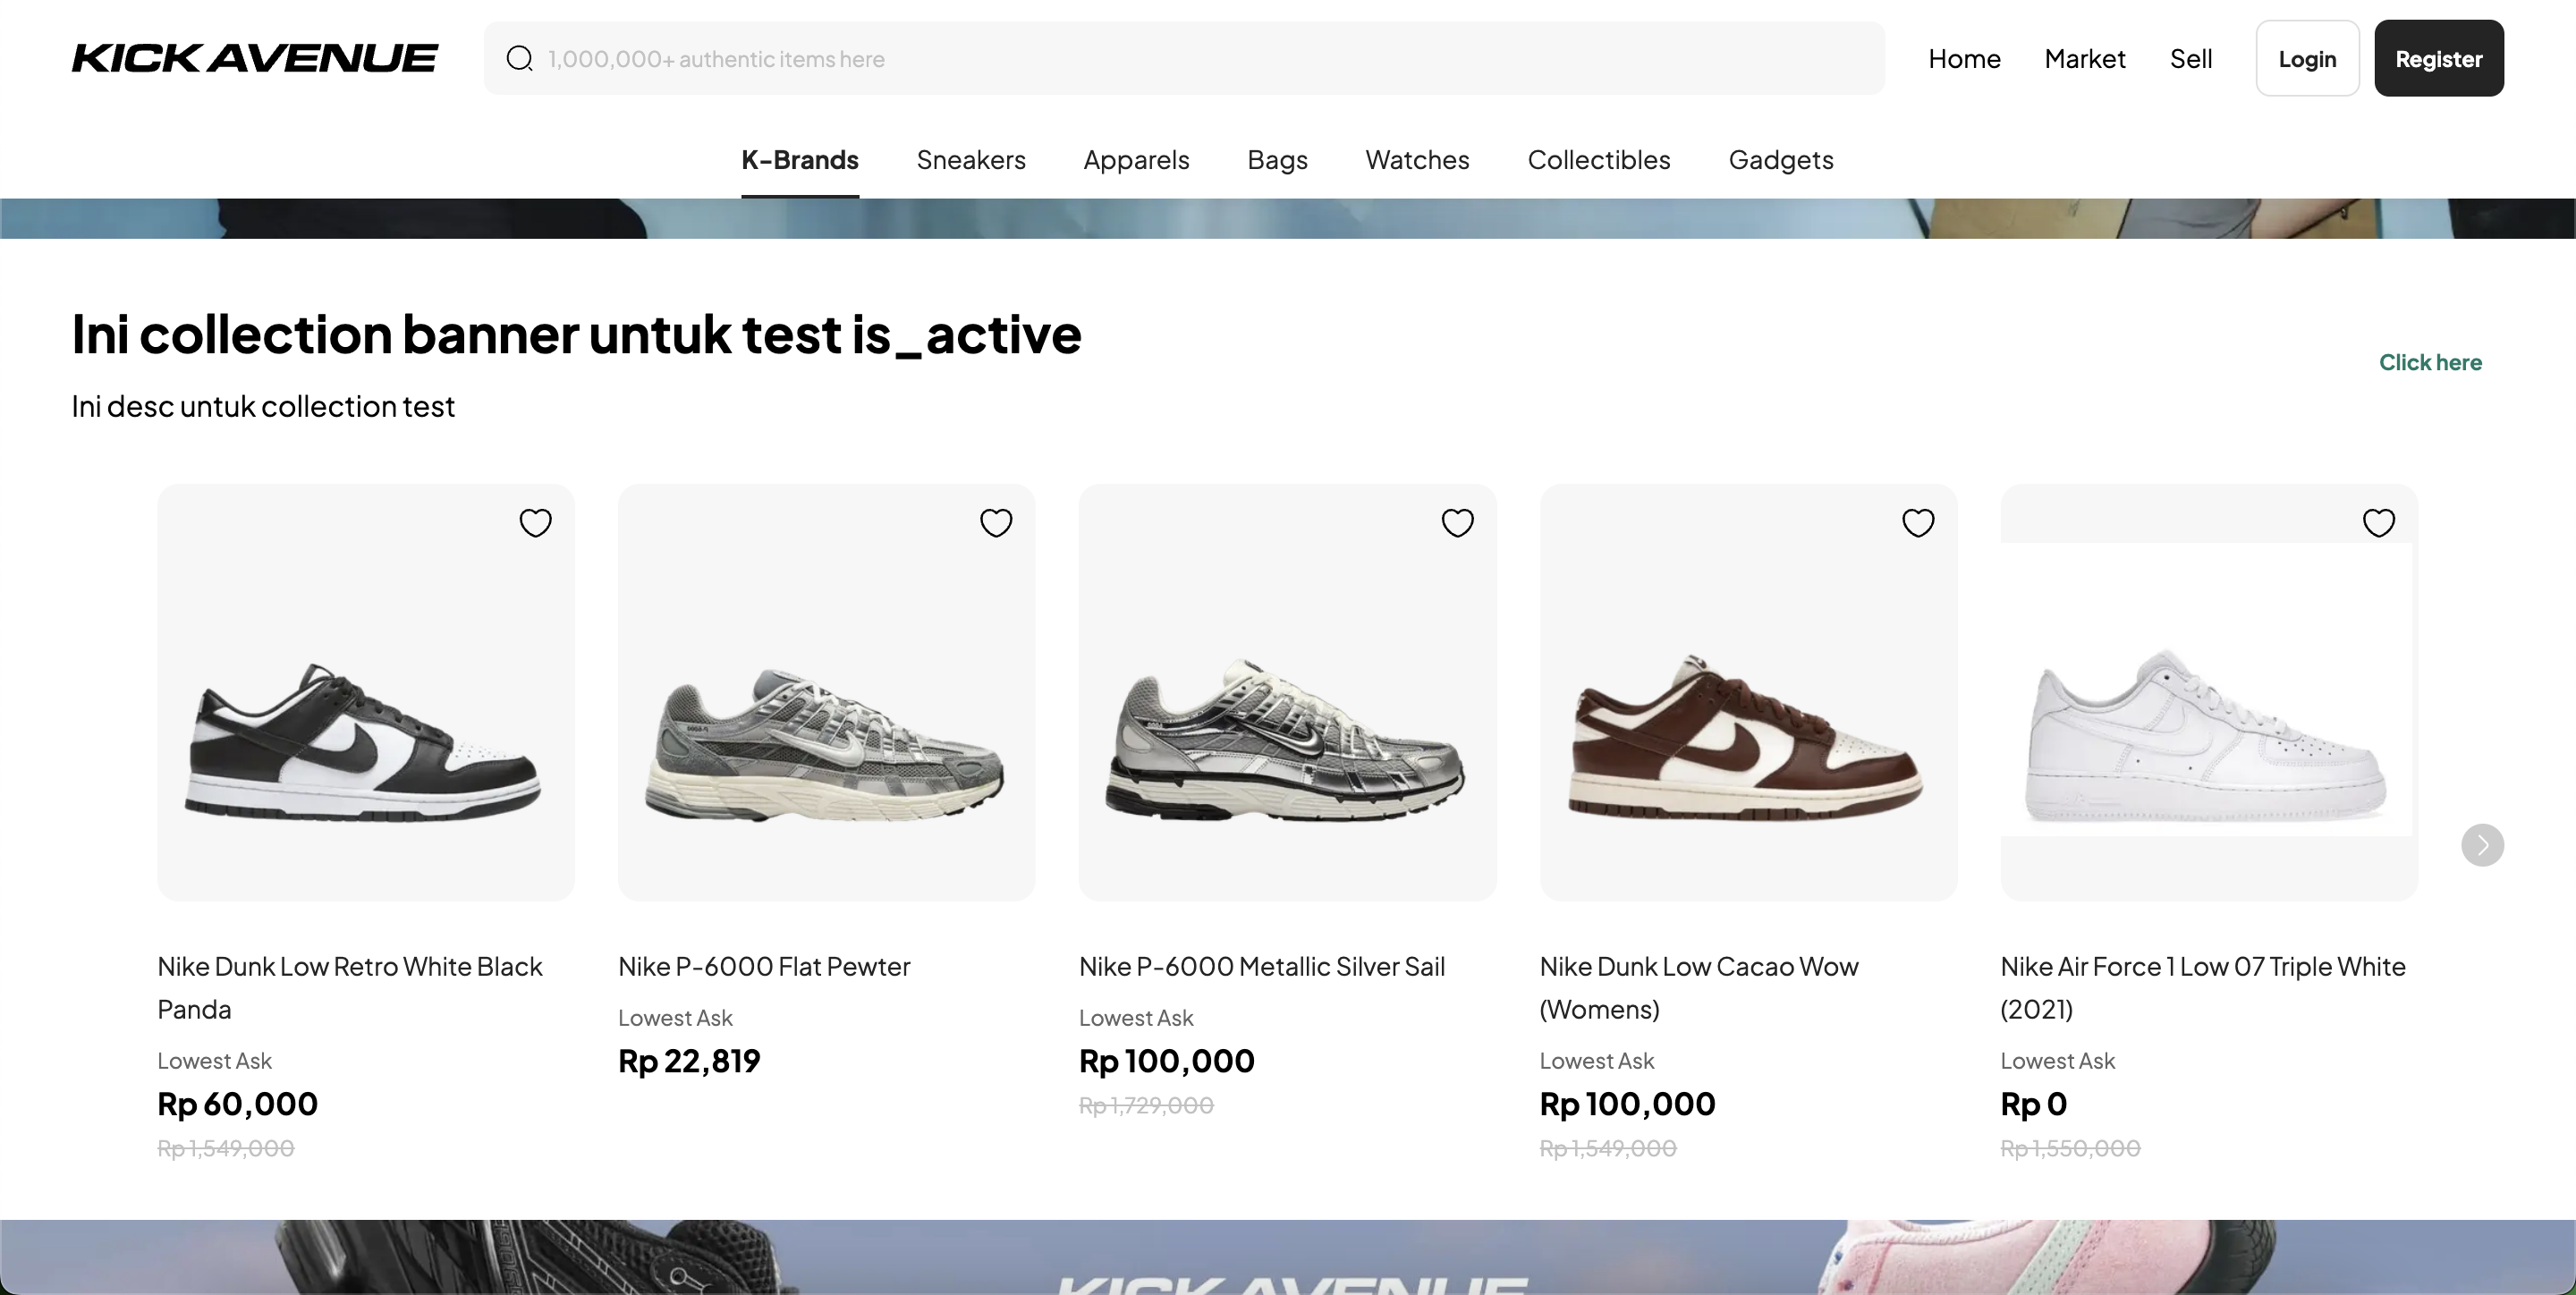 KICK AVENUE
1,000,000+ authentic items here
Home
Market
Sell
Login
Register
K-Brands
Sneakers
Apparels
Bags
Watches
Collectibles
Gadgets
Ini collection banner untuk test is_active
Click here
Ini desc untuk collection test
Nike Dunk Low Retro White Black
Panda
Lowest Ask
Rp 60,000
Rp 1,549,000
Nike P-6000 Flat Pewter
Lowest Ask
Rp 22,819
Nike P-6000 Metallic Silver Sail
Lowest Ask
Rp 100,000
Rp 1,729,000
Nike Dunk Low Cacao Wow
(Womens)
Lowest Ask
Rp 100,000
Rp 1,549,000
Nike Air Force 1 Low 07 Triple White
(2021)
Lowest Ask
Rp 0
Rp 1,550,000
KICK AVENUE